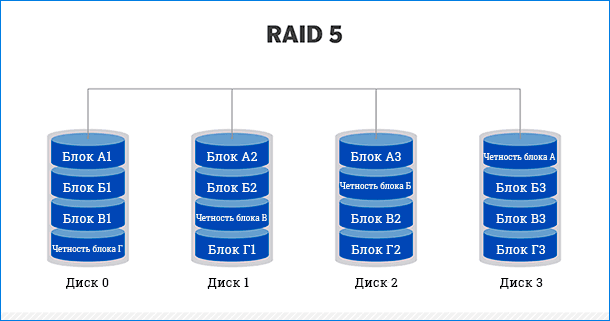 RAID 5
Блок А1
Блок А2
Блок А3
Четность блока А
Блок Б1
Блок Б2
Четность блока Б
Блок Б3
Блок В1
Четность блока В
Блок В2
Блок В3
Четность блока Г
Блок Г1
Блок Г2
Блок Г3
Диск 0
Диск 1
Диск 2
Диск 3